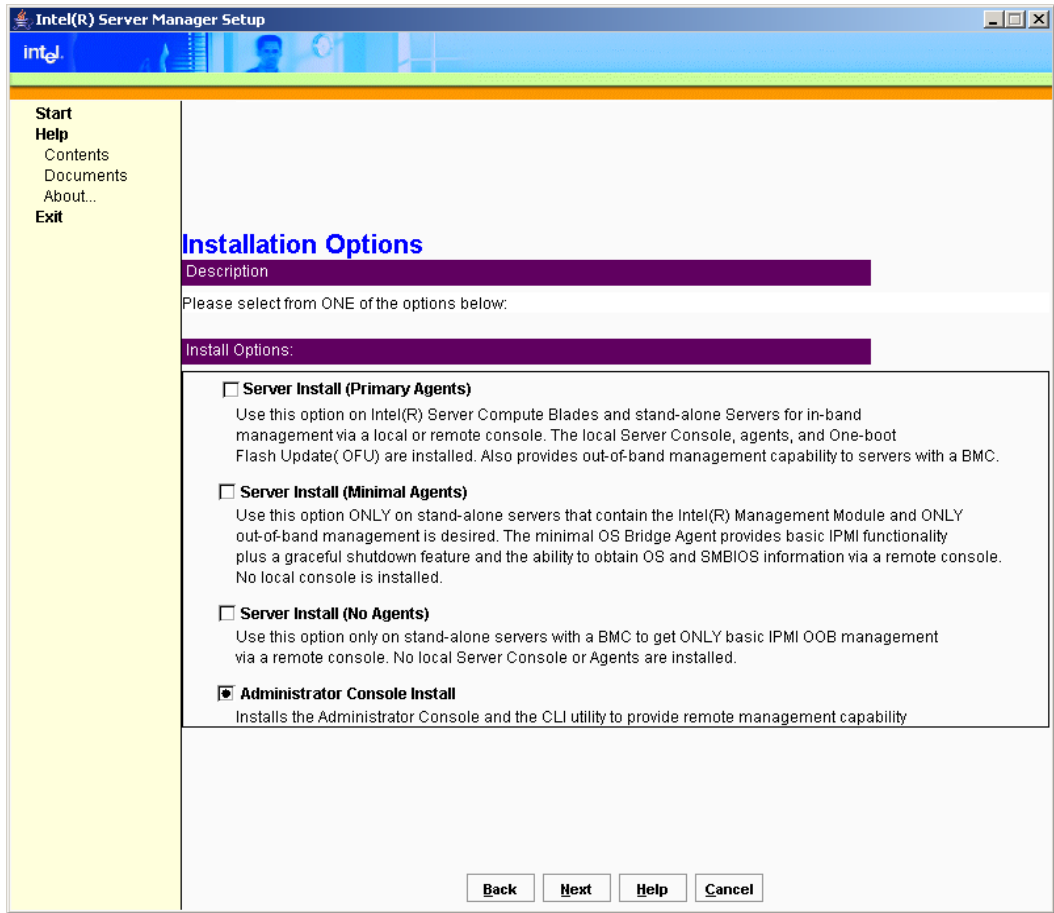 Intel(R) Server Manager Setup
intel.
Start
Help
Contents
Documents
About...
Exit
Installation Options
Description
Please select from ONE of the options below:
Install Options:
Server Install (Primary Agents)
Use this option on Intel(R) Server Compute Blades and stand-alone Servers for in-band
management via a local or remote console. The local Server Console, agents, and One-boot
Flash Update( OFU) are installed. Also provides out-of-band management capability to servers with a BMC.
Server Install (Minimal Agents)
Use this option ONLY on stand-alone servers that contain the Intel(R) Management Module and ONLY
out-of-band management is desired. The minimal OS Bridge Agent provides basic IPMI functionality
plus a graceful shutdown feature and the ability to obtain OS and SMBIOS information via a remote console.
No local console is installed.
Server Install (No Agents)
Use this option only on stand-alone servers with a BMC to get ONLY basic IPMI OOB management
via a remote console. No local Server Console or Agents are installed.
Administrator Console Install
Installs the Administrator Console and the CLI utility to provide remote management capability
Back Next Help Cancel